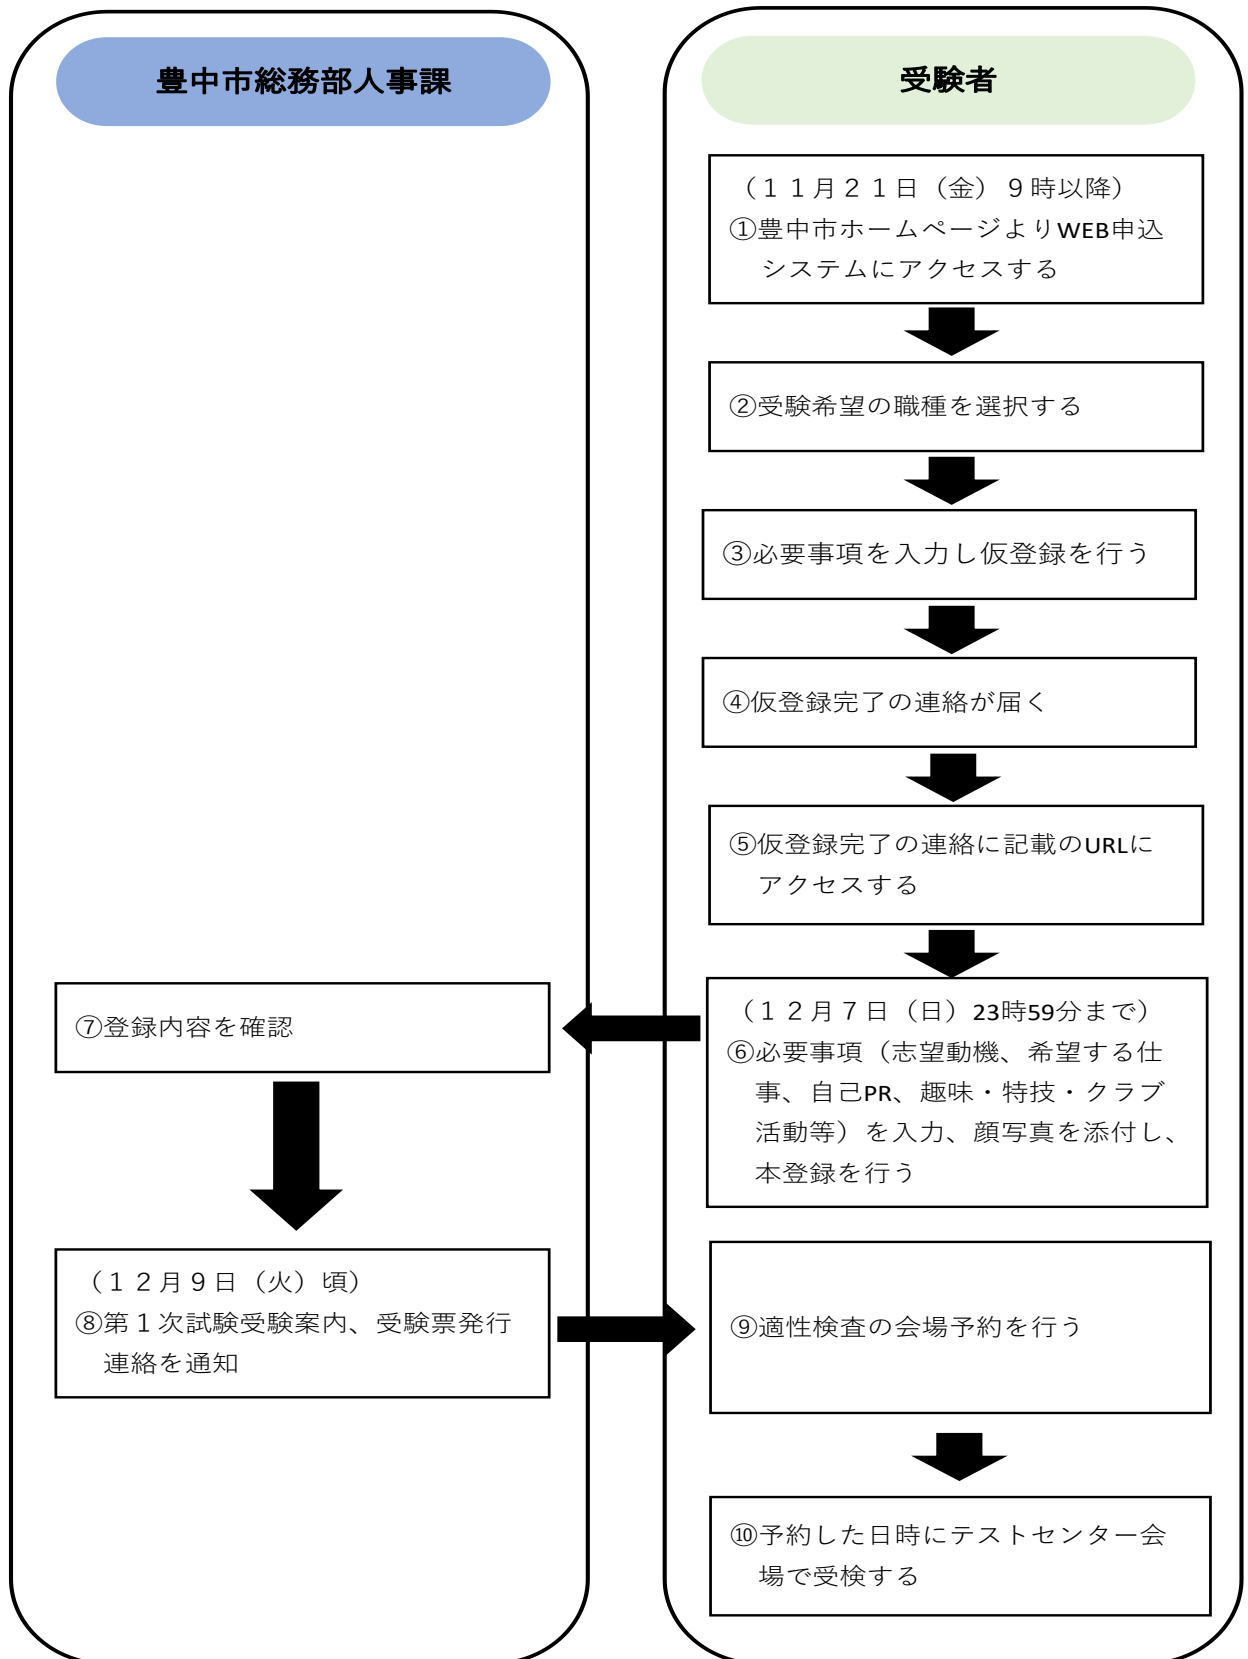 豊中市総務部人事課
受験者
（１１月２１日（金）９時以降）
①豊中市ホームページよりWEB申込
システムにアクセスする
②受験希望の職種を選択する
③必要事項を入力し仮登録を行う
④仮登録完了の連絡が届く
⑤仮登録完了の連絡に記載のURLに
アクセスする
（１２月７日（日）23時59分まで）
⑥必要事項（志望動機、希望する仕
事、自己PR、趣味・特技・クラブ
活動等）を入力、顔写真を添付し、
本登録を行う
⑦登録内容を確認
（１２月９日（火）頃）
⑧第１次試験受験案内、受験票発行
連絡を通知
⑨適性検査の会場予約を行う
⑩予約した日時にテストセンター会
場で受検する